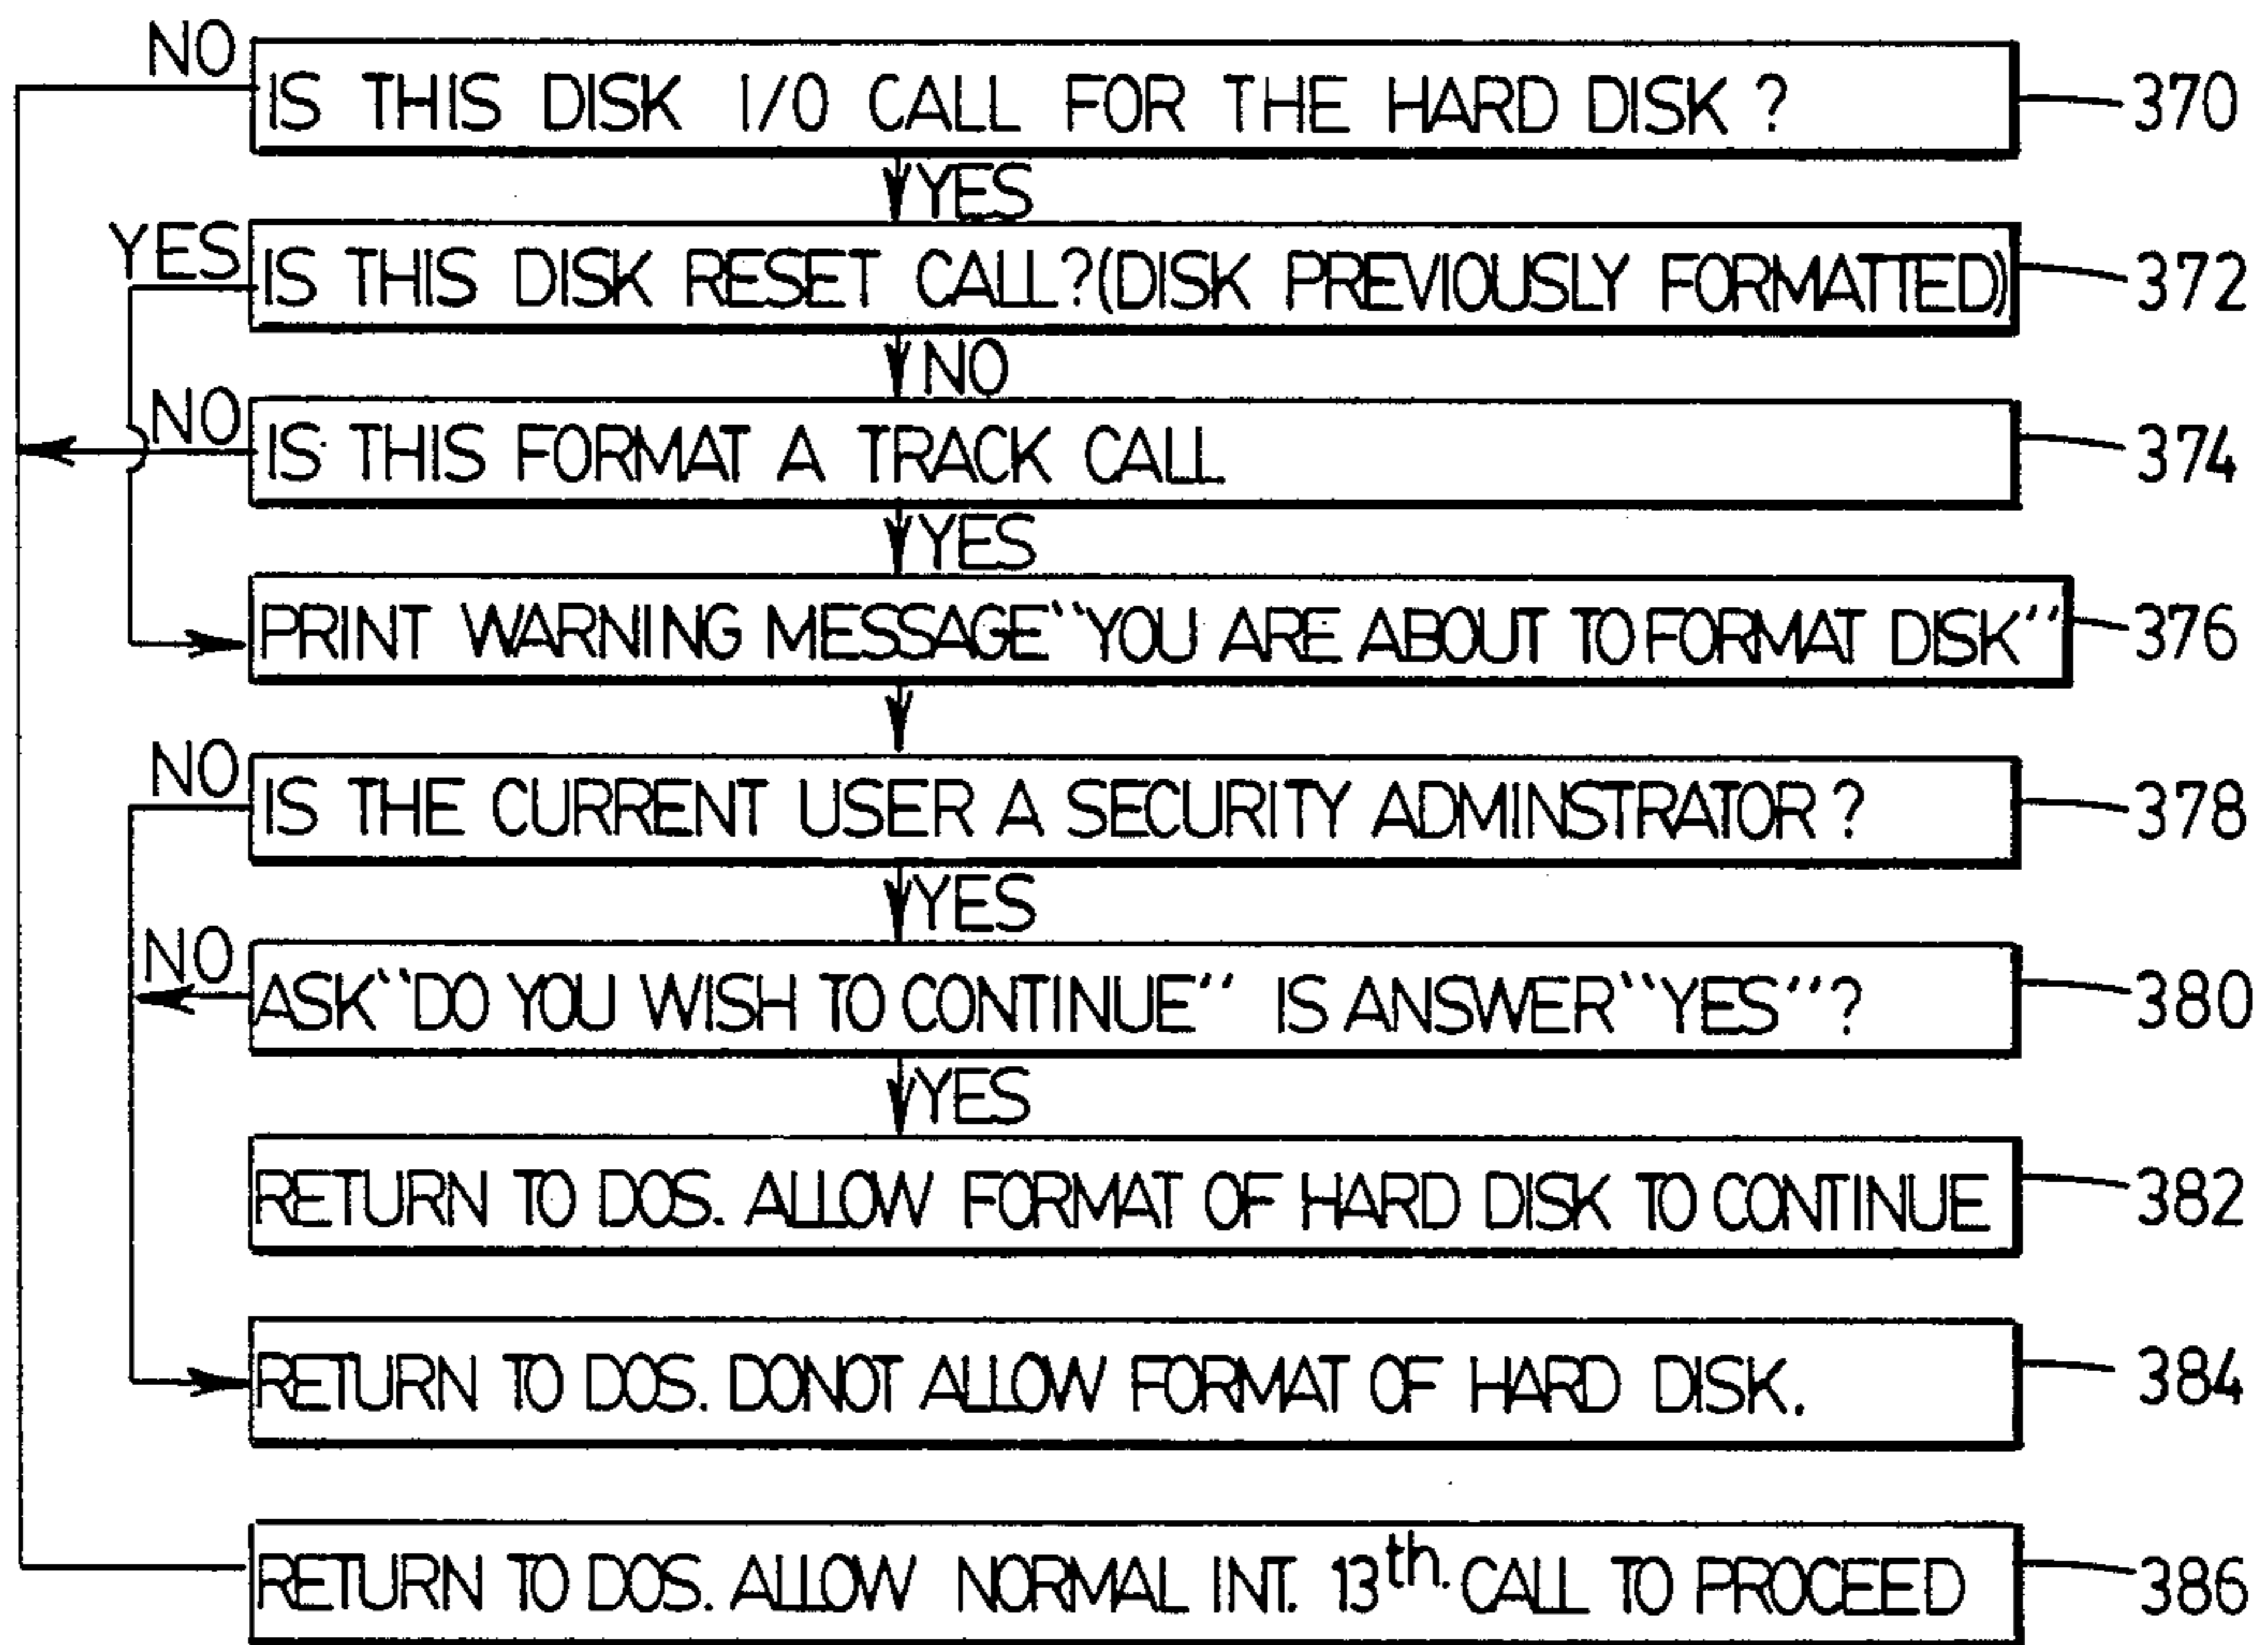 NO
IS THIS DISK I/O CALL FOR THE HARD DISK ? 370
YES
YES
IS THIS DISK RESET CALL?(DISK PREVIOUSLY FORMATTED) 372
NO
NO
IS THIS FORMAT A TRACK CALL 374
YES
PRINT WARNING MESSAGE"YOU ARE ABOUT TO FORMAT DISK" 376
NO
IS THE CURRENT USER A SECURITY ADMINSTRATOR ? 378
YES
NO
ASK"DO YOU WISH TO CONTINUE" IS ANSWER"YES"? 380
YES
RETURN TO DOS. ALLOW FORMAT OF HARD DISK TO CONTINUE 382
RETURN TO DOS. DONOT ALLOW FORMAT OF HARD DISK. 384
RETURN TO DOS. ALLOW NORMAL INT. 13th. CALL TO PROCEED 386